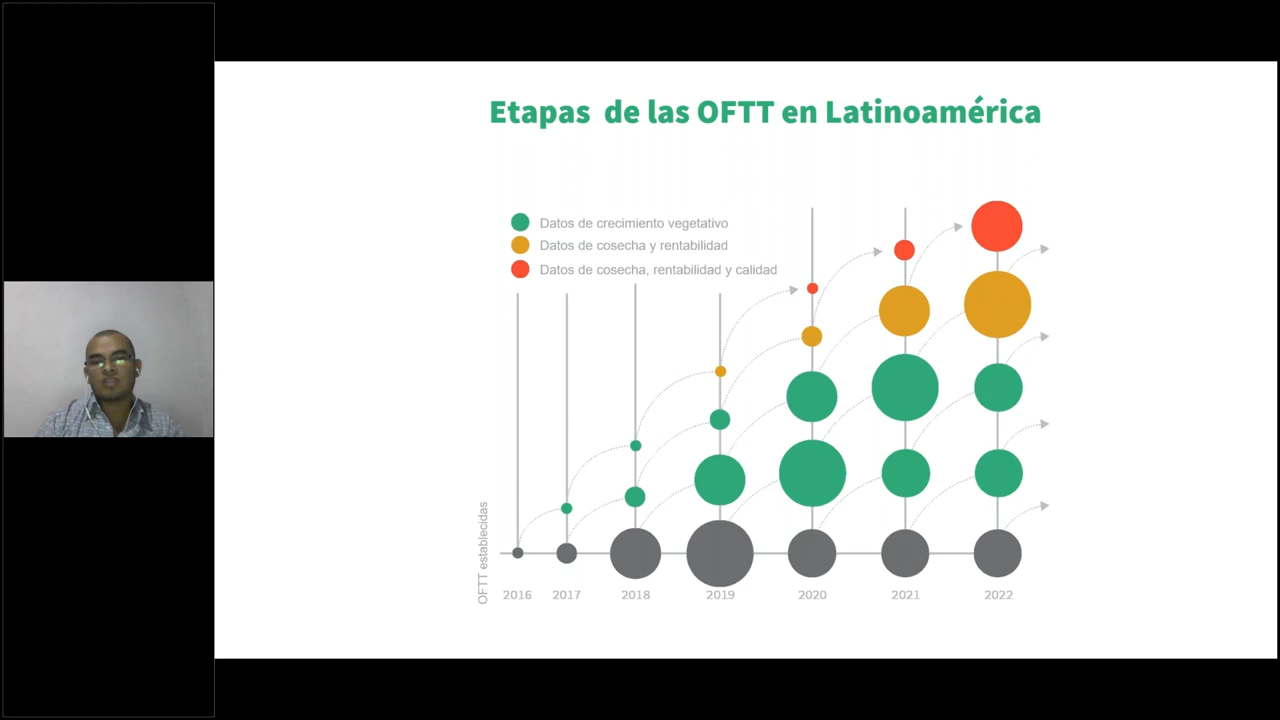 Etapas de las OFTT en Latinoamérica
Datos de crecimiento vegetativo
Datos de cosecha y rentabilidad
Datos de cosecha, rentabilidad y calidad
OFTT establecidas
2016 2017 2018 2019 2020 2021 2022